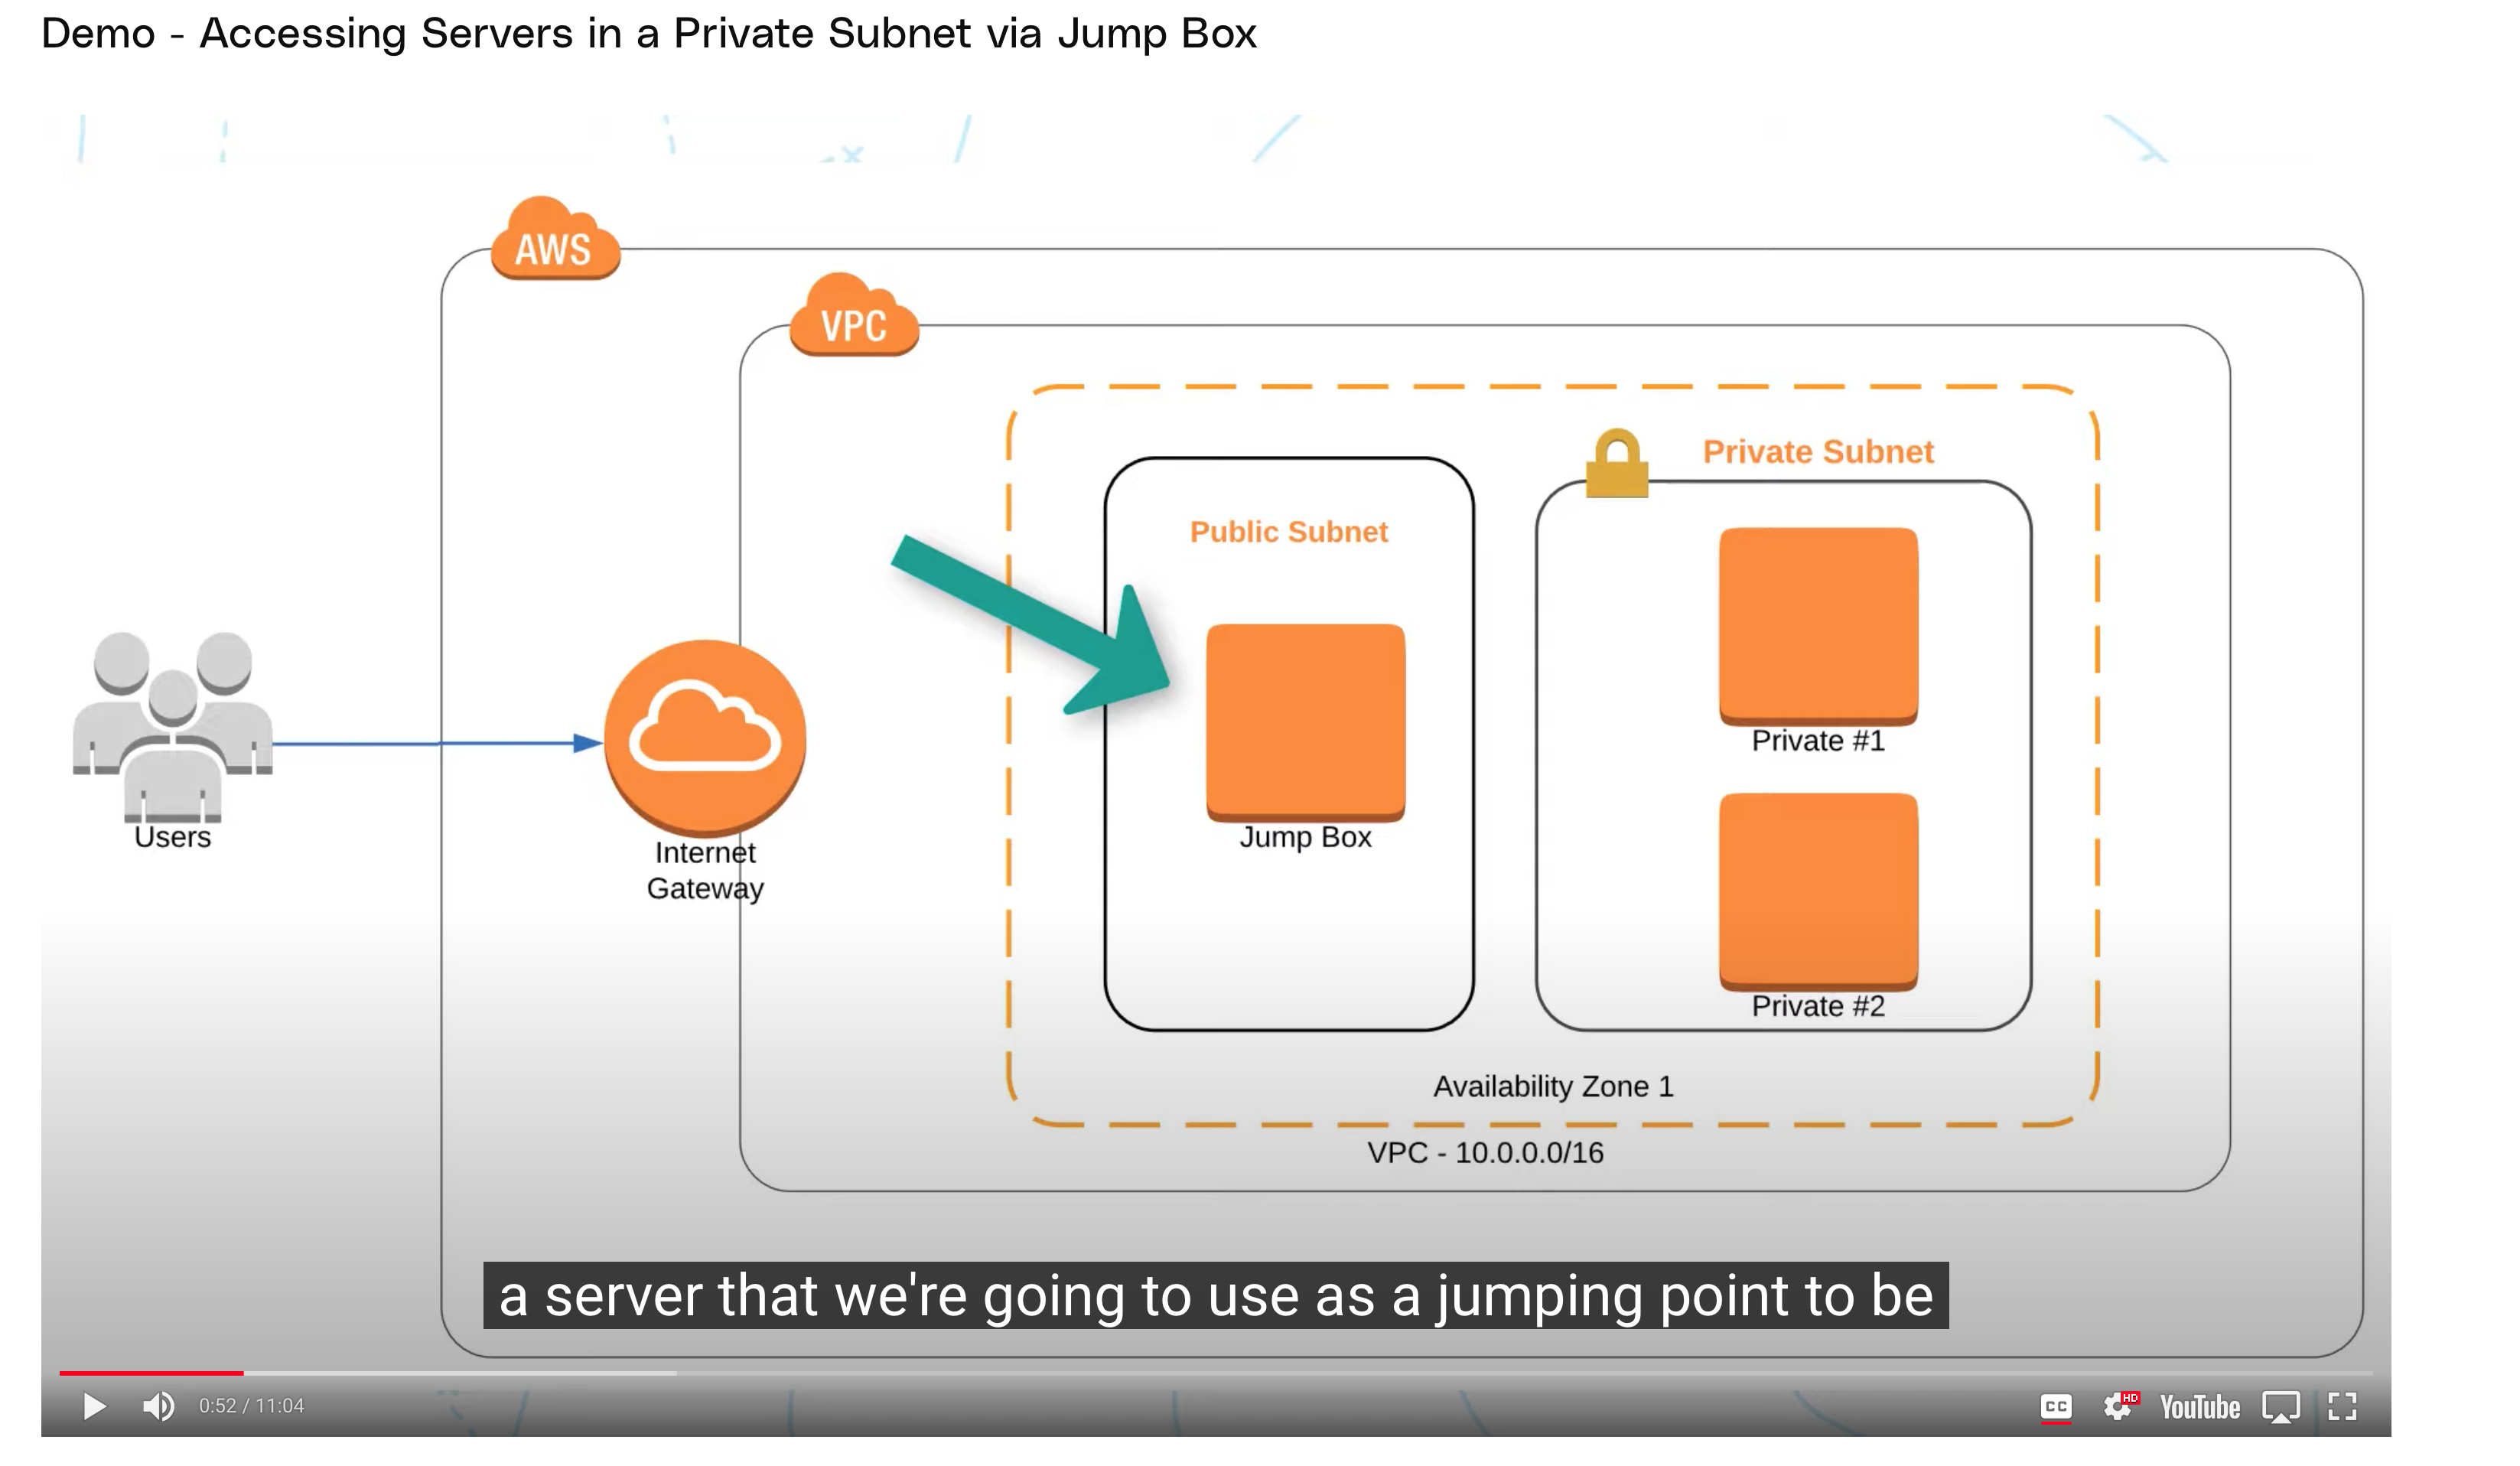 Demo - Accessing Servers in a Private Subnet via Jump Box
AWS
VPC
Private Subnet
Public Subnet
Private #1
Jump Box
Users
Internet
Gateway
Private #2
Availability Zone 1
VPC - 10.0.0.0/16
a server that we're going to use as a jumping point to be
0:52 / 11:04
CC
HD
YouTube